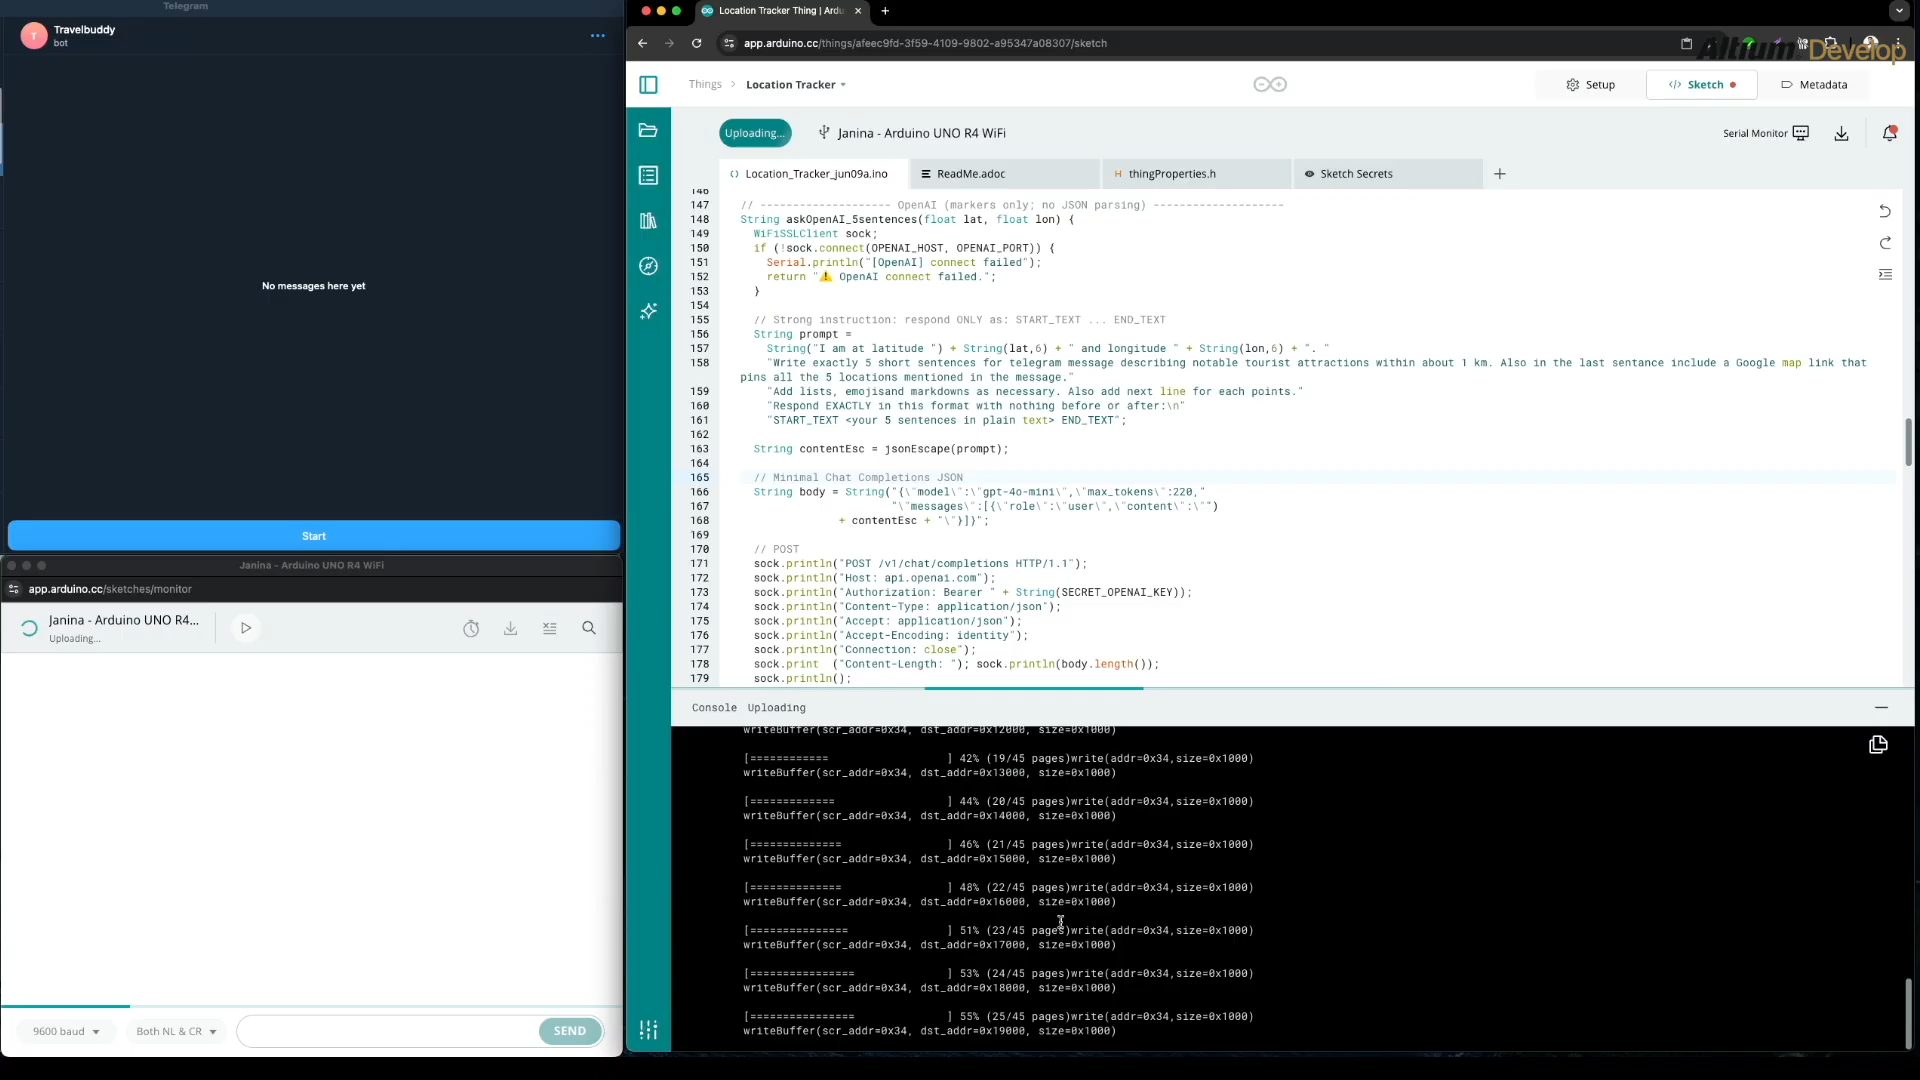 Telegram
T
Travelbuddy
bot
No messages here yet
Start
Janina - Arduino UNO R4 WiFi
app.arduino.cc/sketches/monitor
Janina - Arduino UNO R4...
Uploading...
9600 baud
Both NL & CR
SEND
Location Tracker Thing | Ardu
app.arduino.cc/things/afeec9fd-3f59-4109-9802-a95347a08307/sketch
Altium Develop
Things > Location Tracker
Setup
Sketch
Metadata
Uploading...
Janina - Arduino UNO R4 WiFi
Serial Monitor
Location_Tracker_jun09a.ino
ReadMe.adoc
thingProperties.h
Sketch Secrets
146
147 // ------------------- OpenAI (markers only; no JSON parsing) -------------------
148 String askOpenAI_5sentences(float lat, float lon) {
149 WiFiSSLClient sock;
150 if (!sock.connect(OPENAI_HOST, OPENAI_PORT)) {
151 Serial.println("[OpenAI] connect failed");
152 return "⚠️ OpenAI connect failed.";
153 }
154
155 // Strong instruction: respond ONLY as: START_TEXT ... END_TEXT
156 String prompt =
157 String("I am at latitude ") + String(lat,6) + " and longitude " + String(lon,6) + ". "
158 "Write exactly 5 short sentences for telegram message describing notable tourist attractions within about 1 km. Also in the last sentence include a Google map link that
pins all the 5 locations mentioned in the message."
159 "Add lists, emojisand markdowns as necessary. Also add next line for each points."
160 "Respond EXACTLY in this format with nothing before or after:\n"
161 "START_TEXT <your 5 sentences in plain text> END_TEXT";
162
163 String contentEsc = jsonEscape(prompt);
164
165 // Minimal Chat Completions JSON
166 String body = String("{\"model\":\"gpt-4o-mini\",\"max_tokens\":220,"
167 "\"messages\":[{\"role\":\"user\",\"content\":\"")
168 + contentEsc + "\"}]}";
169
170 // POST
171 sock.println("POST /v1/chat/completions HTTP/1.1");
172 sock.println("Host: api.openai.com");
173 sock.println("Authorization: Bearer " + String(SECRET_OPENAI_KEY));
174 sock.println("Content-Type: application/json");
175 sock.println("Accept: application/json");
176 sock.println("Accept-Encoding: identity");
177 sock.println("Connection: close");
178 sock.print ("Content-Length: "); sock.println(body.length());
179 sock.println();
Console Uploading
writeBuffer(scr_addr=0x34, dst_addr=0x12000, size=0x1000)
[============ ] 42% (19/45 pages)write(addr=0x34,size=0x1000)
writeBuffer(scr_addr=0x34, dst_addr=0x13000, size=0x1000)
[============= ] 44% (20/45 pages)write(addr=0x34,size=0x1000)
writeBuffer(scr_addr=0x34, dst_addr=0x14000, size=0x1000)
[============== ] 46% (21/45 pages)write(addr=0x34,size=0x1000)
writeBuffer(scr_addr=0x34, dst_addr=0x15000, size=0x1000)
[============== ] 48% (22/45 pages)write(addr=0x34,size=0x1000)
writeBuffer(scr_addr=0x34, dst_addr=0x16000, size=0x1000)
[=============== ] 51% (23/45 pages)write(addr=0x34,size=0x1000)
writeBuffer(scr_addr=0x34, dst_addr=0x17000, size=0x1000)
[================ ] 53% (24/45 pages)write(addr=0x34,size=0x1000)
writeBuffer(scr_addr=0x34, dst_addr=0x18000, size=0x1000)
[================ ] 55% (25/45 pages)write(addr=0x34,size=0x1000)
writeBuffer(scr_addr=0x34, dst_addr=0x19000, size=0x1000)